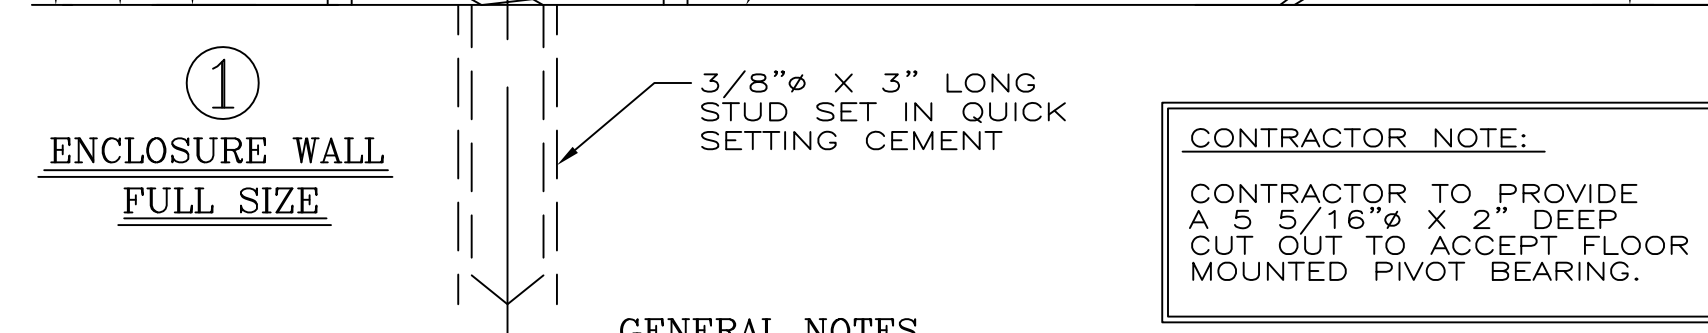 1
ENCLOSURE WALL
FULL SIZE
3/8”ø X 3” LONG
STUD SET IN QUICK
SETTING CEMENT
CONTRACTOR NOTE:
CONTRACTOR TO PROVIDE
A 5 5/16”ø X 2” DEEP
CUT OUT TO ACCEPT FLOOR
MOUNTED PIVOT BEARING.
GENERAL NOTES